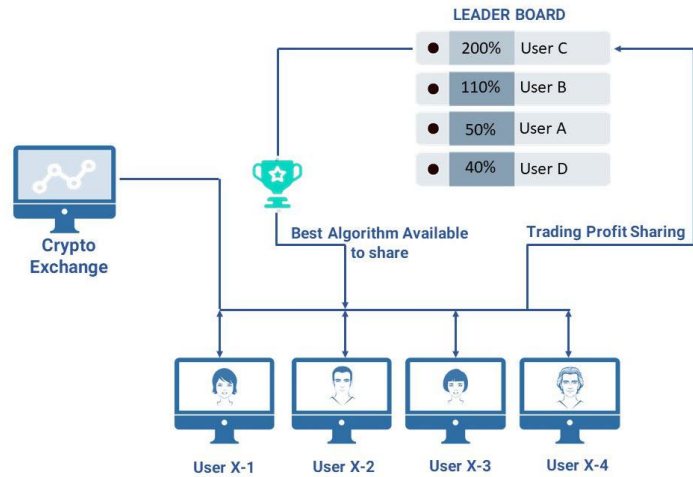 LEADER BOARD
200% User C
110% User B
50% User A
40% User D
Crypto
Exchange
Best Algorithm Available
to share
Trading Profit Sharing
User X-1
User X-2
User X-3
User X-4